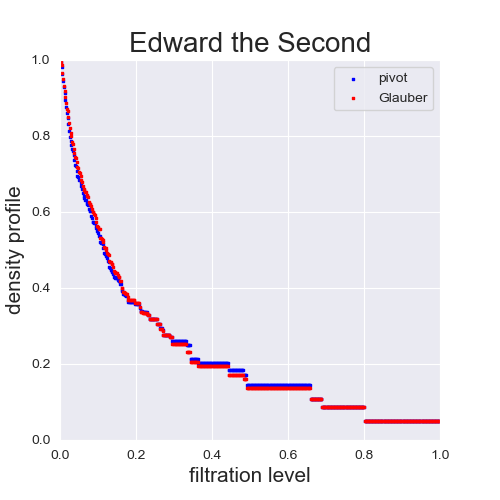 Edward the Second
pivot
Glauber
1.0
0.8
0.6
0.4
0.2
0.0
density profile
0.0 0.2 0.4 0.6 0.8 1.0
filtration level